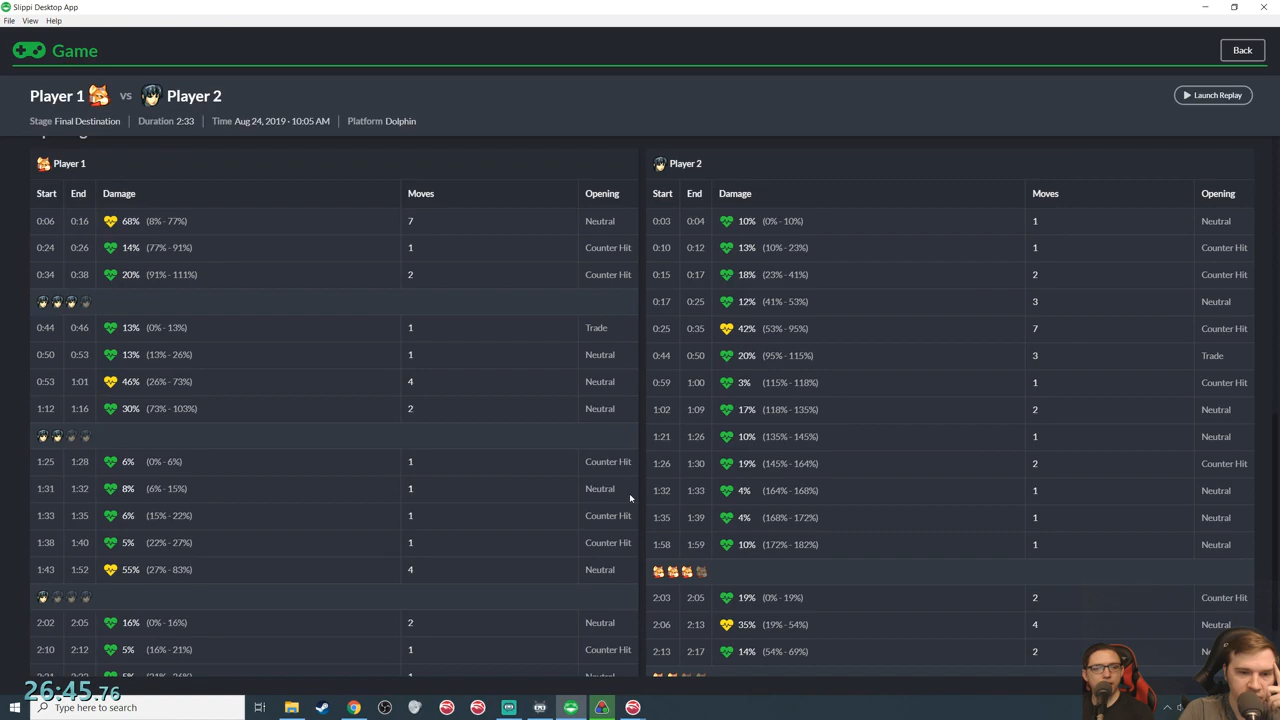 Slippi Desktop App
File View Help
Game
Back
Player 1 vs Player 2
Launch Replay
Stage Final Destination Duration 2:33 Time Aug 24, 2019 · 10:05 AM Platform Dolphin
Player 1
Start End Damage Moves Opening
0:06 0:16 68% (8% - 77%) 7 Neutral
0:24 0:26 14% (77% - 91%) 1 Counter Hit
0:34 0:38 20% (91% - 111%) 2 Counter Hit
0:44 0:46 13% (0% - 13%) 1 Trade
0:50 0:53 13% (13% - 26%) 1 Neutral
0:53 1:01 46% (26% - 73%) 4 Neutral
1:12 1:16 30% (73% - 103%) 2 Neutral
1:25 1:28 6% (0% - 6%) 1 Counter Hit
1:31 1:32 8% (6% - 15%) 1 Neutral
1:33 1:35 6% (15% - 22%) 1 Counter Hit
1:38 1:40 5% (22% - 27%) 1 Counter Hit
1:43 1:52 55% (27% - 83%) 4 Neutral
2:02 2:05 16% (0% - 16%) 2 Neutral
2:10 2:12 5% (16% - 21%) 1 Counter Hit
Player 2
Start End Damage Moves Opening
0:03 0:04 10% (0% - 10%) 1 Neutral
0:10 0:12 13% (10% - 23%) 1 Counter Hit
0:15 0:17 18% (23% - 41%) 2 Counter Hit
0:17 0:25 12% (41% - 53%) 3 Neutral
0:25 0:35 42% (53% - 95%) 7 Counter Hit
0:44 0:50 20% (95% - 115%) 3 Trade
0:59 1:00 3% (115% - 118%) 1 Counter Hit
1:02 1:09 17% (118% - 135%) 2 Neutral
1:21 1:26 10% (135% - 145%) 1 Neutral
1:26 1:30 19% (145% - 164%) 2 Counter Hit
1:32 1:33 4% (164% - 168%) 1 Neutral
1:35 1:39 4% (168% - 172%) 1 Neutral
1:58 1:59 10% (172% - 182%) 1 Neutral
2:03 2:05 19% (0% - 19%) 2 Counter Hit
2:06 2:13 35% (19% - 54%) 4 Neutral
2:13 2:17 14% (54% - 69%) 2
26:45.76
Type here to search